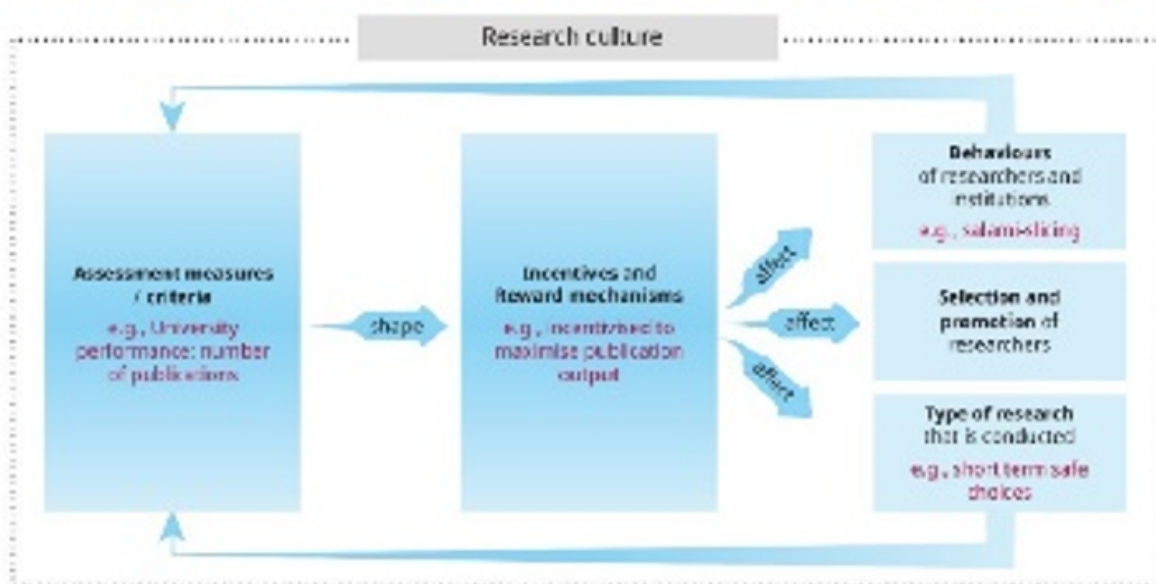 Research culture
Assessment measures
/ criteria
e.g., University
performance: number
of publications
shape
Incentives and
Reward mechanisms
e.g., incentivised to
maximise publication
output
affect
affect
affect
Behaviours
of researchers and
institutions
e.g., salami-slicing
Selection and
promotion of
researchers
Type of research
that is conducted
e.g., short term safe
choices